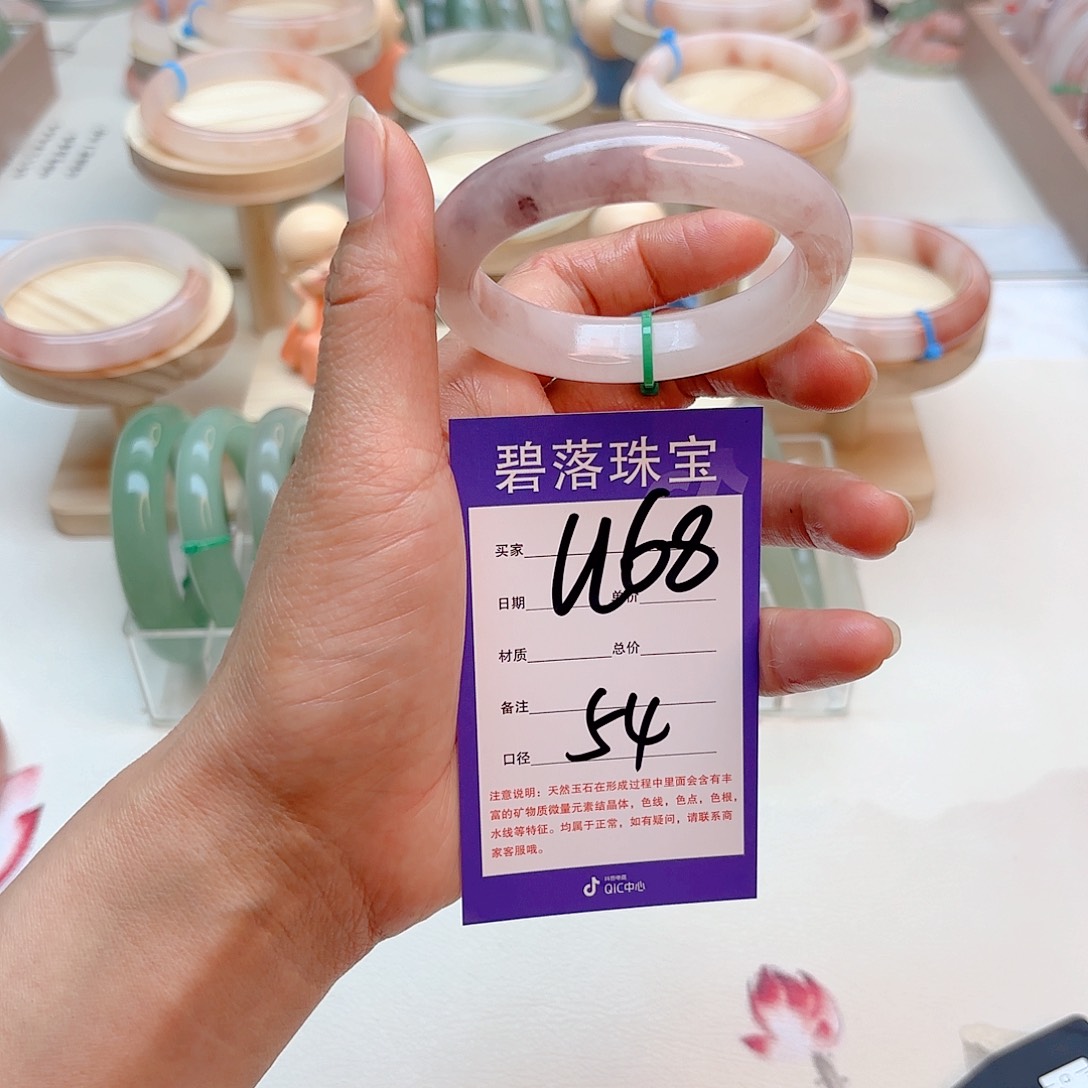 碧落珠宝
买家
U68
日期 单价
材质 总价
备注
54
口径
注意说明：天然玉石在形成过程中里面会含有丰
富的矿物质微量元素结晶体，色线，色点，色根，
水线等特征。均属于正常，如有疑问，请联系商
家客服哦。
抖音电商
QIC中心